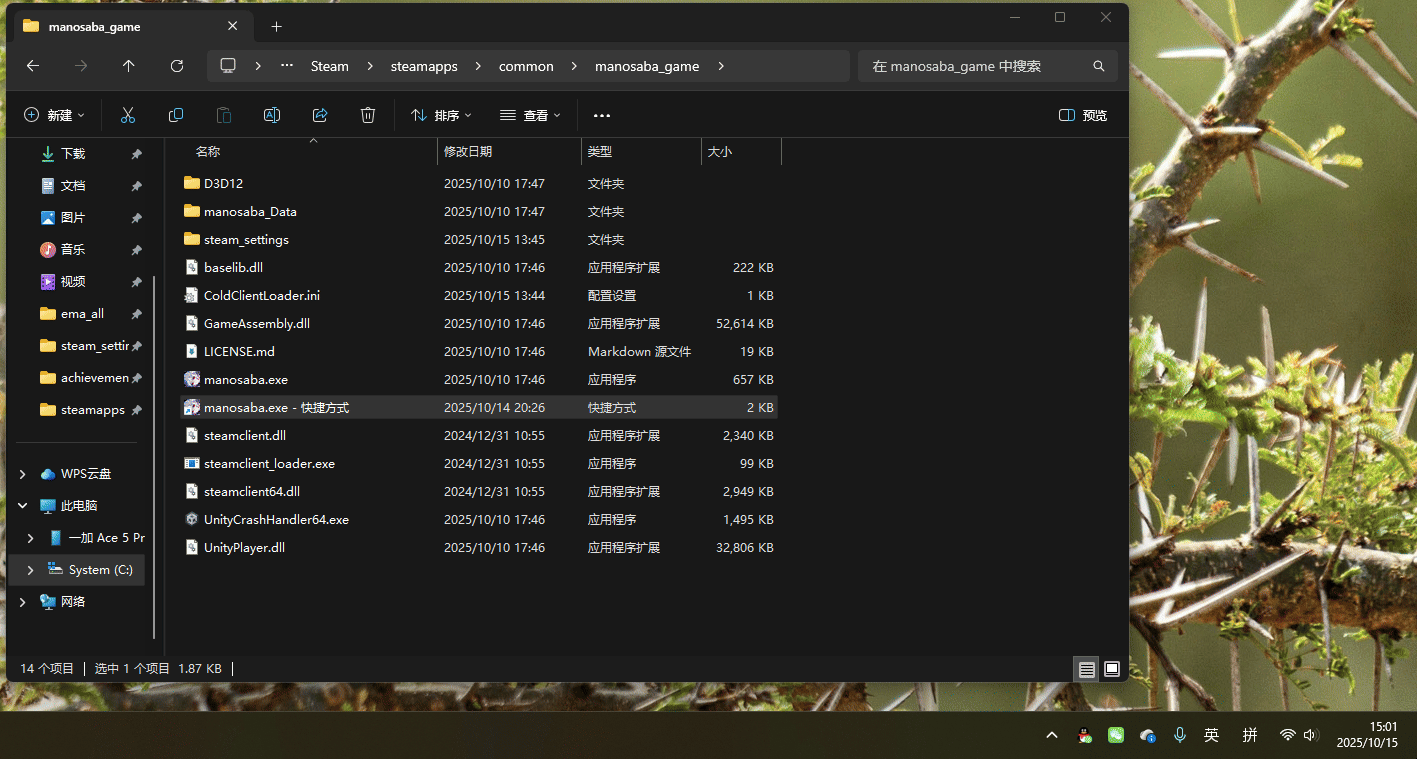 manosaba_game
Steam steamapps common manosaba_game
在 manosaba_game 中搜索
新建 排序 查看 预览
名称 修改日期 类型 大小
下载
文档
图片
音乐
视频
ema_all
steam_settir
achievemen
steamapps
WPS云盘
此电脑
一加 Ace 5 Pr
System (C:)
网络
D3D12 2025/10/10 17:47 文件夹
manosaba_Data 2025/10/10 17:47 文件夹
steam_settings 2025/10/15 13:45 文件夹
baselib.dll 2025/10/10 17:46 应用程序扩展 222 KB
ColdClientLoader.ini 2025/10/15 13:44 配置设置 1 KB
GameAssembly.dll 2025/10/10 17:46 应用程序扩展 52,614 KB
LICENSE.md 2025/10/10 17:46 Markdown 源文件 19 KB
manosaba.exe 2025/10/10 17:46 应用程序 657 KB
manosaba.exe - 快捷方式 2025/10/14 20:26 快捷方式 2 KB
steamclient.dll 2024/12/31 10:55 应用程序扩展 2,340 KB
steamclient_loader.exe 2024/12/31 10:55 应用程序 99 KB
steamclient64.dll 2024/12/31 10:55 应用程序扩展 2,949 KB
UnityCrashHandler64.exe 2025/10/10 17:46 应用程序 1,495 KB
UnityPlayer.dll 2025/10/10 17:46 应用程序扩展 32,806 KB
14 个项目 选中 1 个项目 1.87 KB
英 拼
15:01
2025/10/15